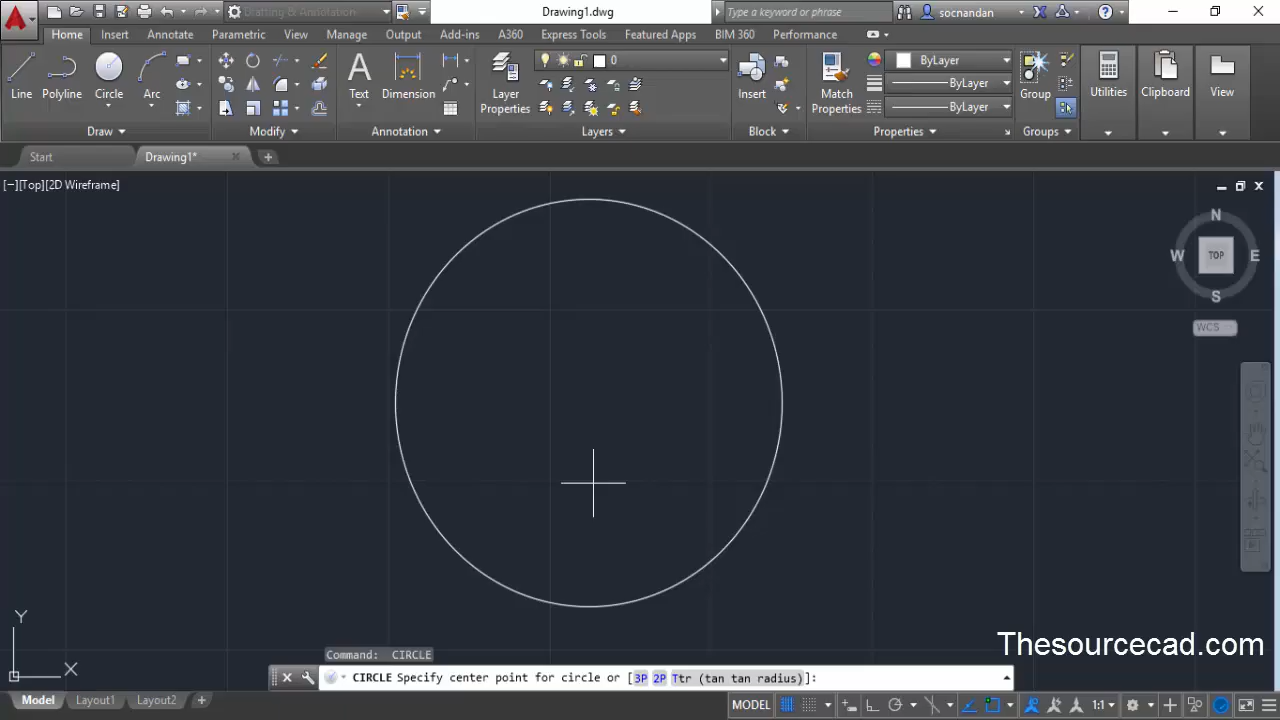 Drafting & Annotation
Drawing1.dwg
Type a keyword or phrase
socnandan
Home Insert Annotate Parametric View Manage Output Add-ins A360 Express Tools Featured Apps BIM 360 Performance
Line Polyline Circle Arc
Text Dimension
Layer Properties
0
Insert
Match Properties
ByLayer
ByLayer
ByLayer
Group Utilities Clipboard View
Draw Modify Annotation Layers Block Properties Groups
Start Drawing1*
[−][Top][2D Wireframe]
N
W TOP E
S
WCS
Y
X
Thesourcecad.com
Command: CIRCLE
CIRCLE Specify center point for circle or [3P 2P Ttr (tan tan radius)]:
Model Layout1 Layout2
MODEL 1:1